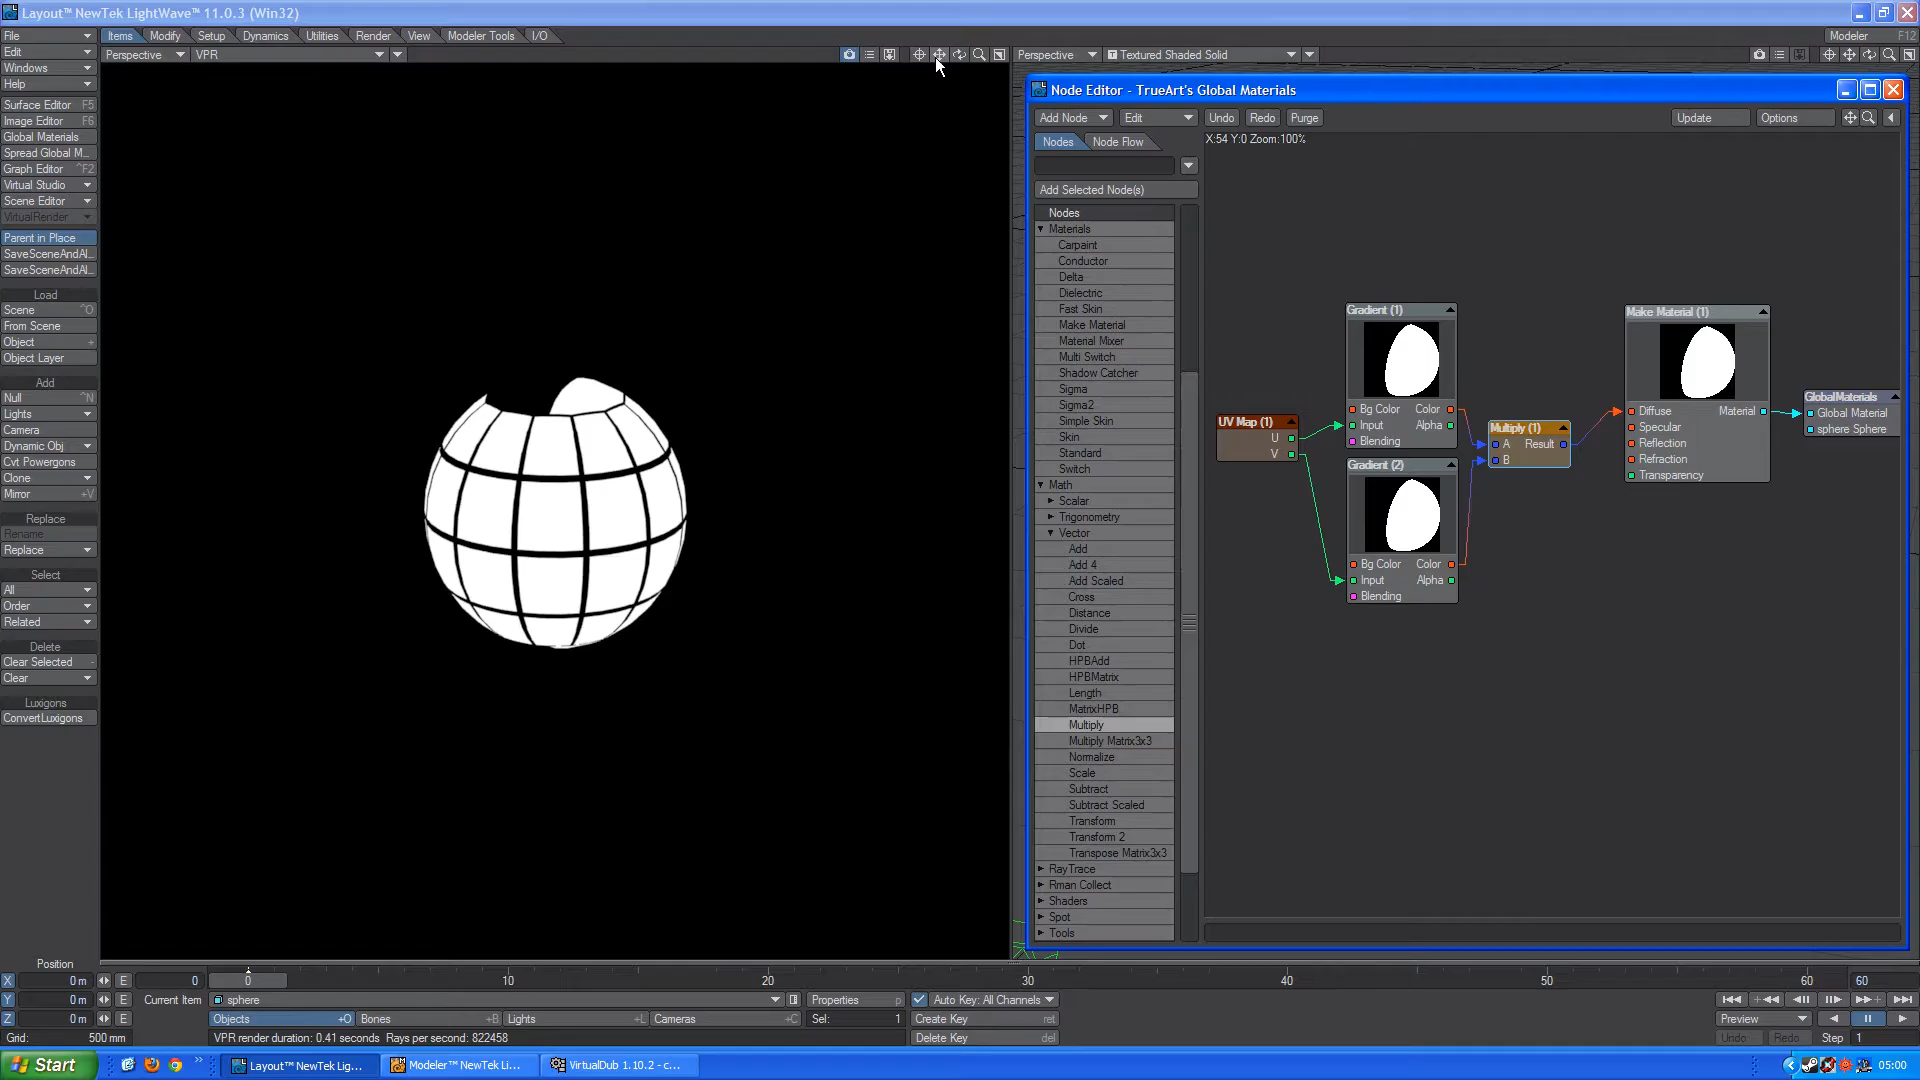 Layout™ NewTek LightWave™ 11.0.3 (Win32)
File Items Modify Setup Dynamics Utilities Render View Modeler Tools I/O Modeler F12
Edit Perspective VPR Perspective Textured Shaded Solid
Windows
Help
Surface Editor F5
Image Editor F6
Global Materials
Spread Global M...
Graph Editor ^F2
Virtual Studio
Scene Editor
VirtualRender
Parent in Place
SaveSceneAndAl...
SaveSceneAndAl...
Load
Scene ^O
From Scene
Object +
Object Layer
Add
Null ^N
Lights
Camera
Dynamic Obj
Cvt Powergons
Clone
Mirror +V
Replace
Rename
Replace
Select
All
Order
Related
Delete
Clear Selected -
Clear
Luxigons
ConvertLuxigons
Node Editor - TrueArt's Global Materials
Add Node Edit Undo Redo Purge Update Options
Nodes Node Flow
X:54 Y:0 Zoom:100%
Add Selected Node(s)
Nodes
Materials
Carpaint
Conductor
Delta
Dielectric
Fast Skin
Make Material
Material Mixer
Multi Switch
Shadow Catcher
Sigma
Sigma2
Simple Skin
Skin
Standard
Switch
Math
Scalar
Trigonometry
Vector
Add
Add 4
Add Scaled
Cross
Distance
Divide
Dot
HPBAdd
HPBMatrix
Length
MatrixHPB
Multiply
Multiply Matrix3x3
Normalize
Scale
Subtract
Subtract Scaled
Transform
Transform 2
Transpose Matrix3x3
RayTrace
Rman Collect
Shaders
Spot
Tools
UV Map (1)
U
V
Gradient (1)
Bg Color Color
Input Alpha
Blending
Gradient (2)
Bg Color Color
Input Alpha
Blending
Multiply (1)
A Result
B
Make Material (1)
Diffuse Material
Specular
Reflection
Refraction
Transparency
GlobalMaterials
Global Material
sphere Sphere
Position
X 0 m E 0 0 10 20 30 40 50 60 60
Y 0 m E Current Item sphere Properties p Auto Key: All Channels
Z 0 m E Objects +O Bones +B Lights +L Cameras +C Sel: 1 Create Key ret Preview
Grid: 500 mm VPR render duration: 0.41 seconds Rays per second: 822458 Delete Key del Undo Redo Step 1
Start Layout™ NewTek Lig... Modeler™ NewTek Li... VirtualDub 1.10.2 - c... 05:00